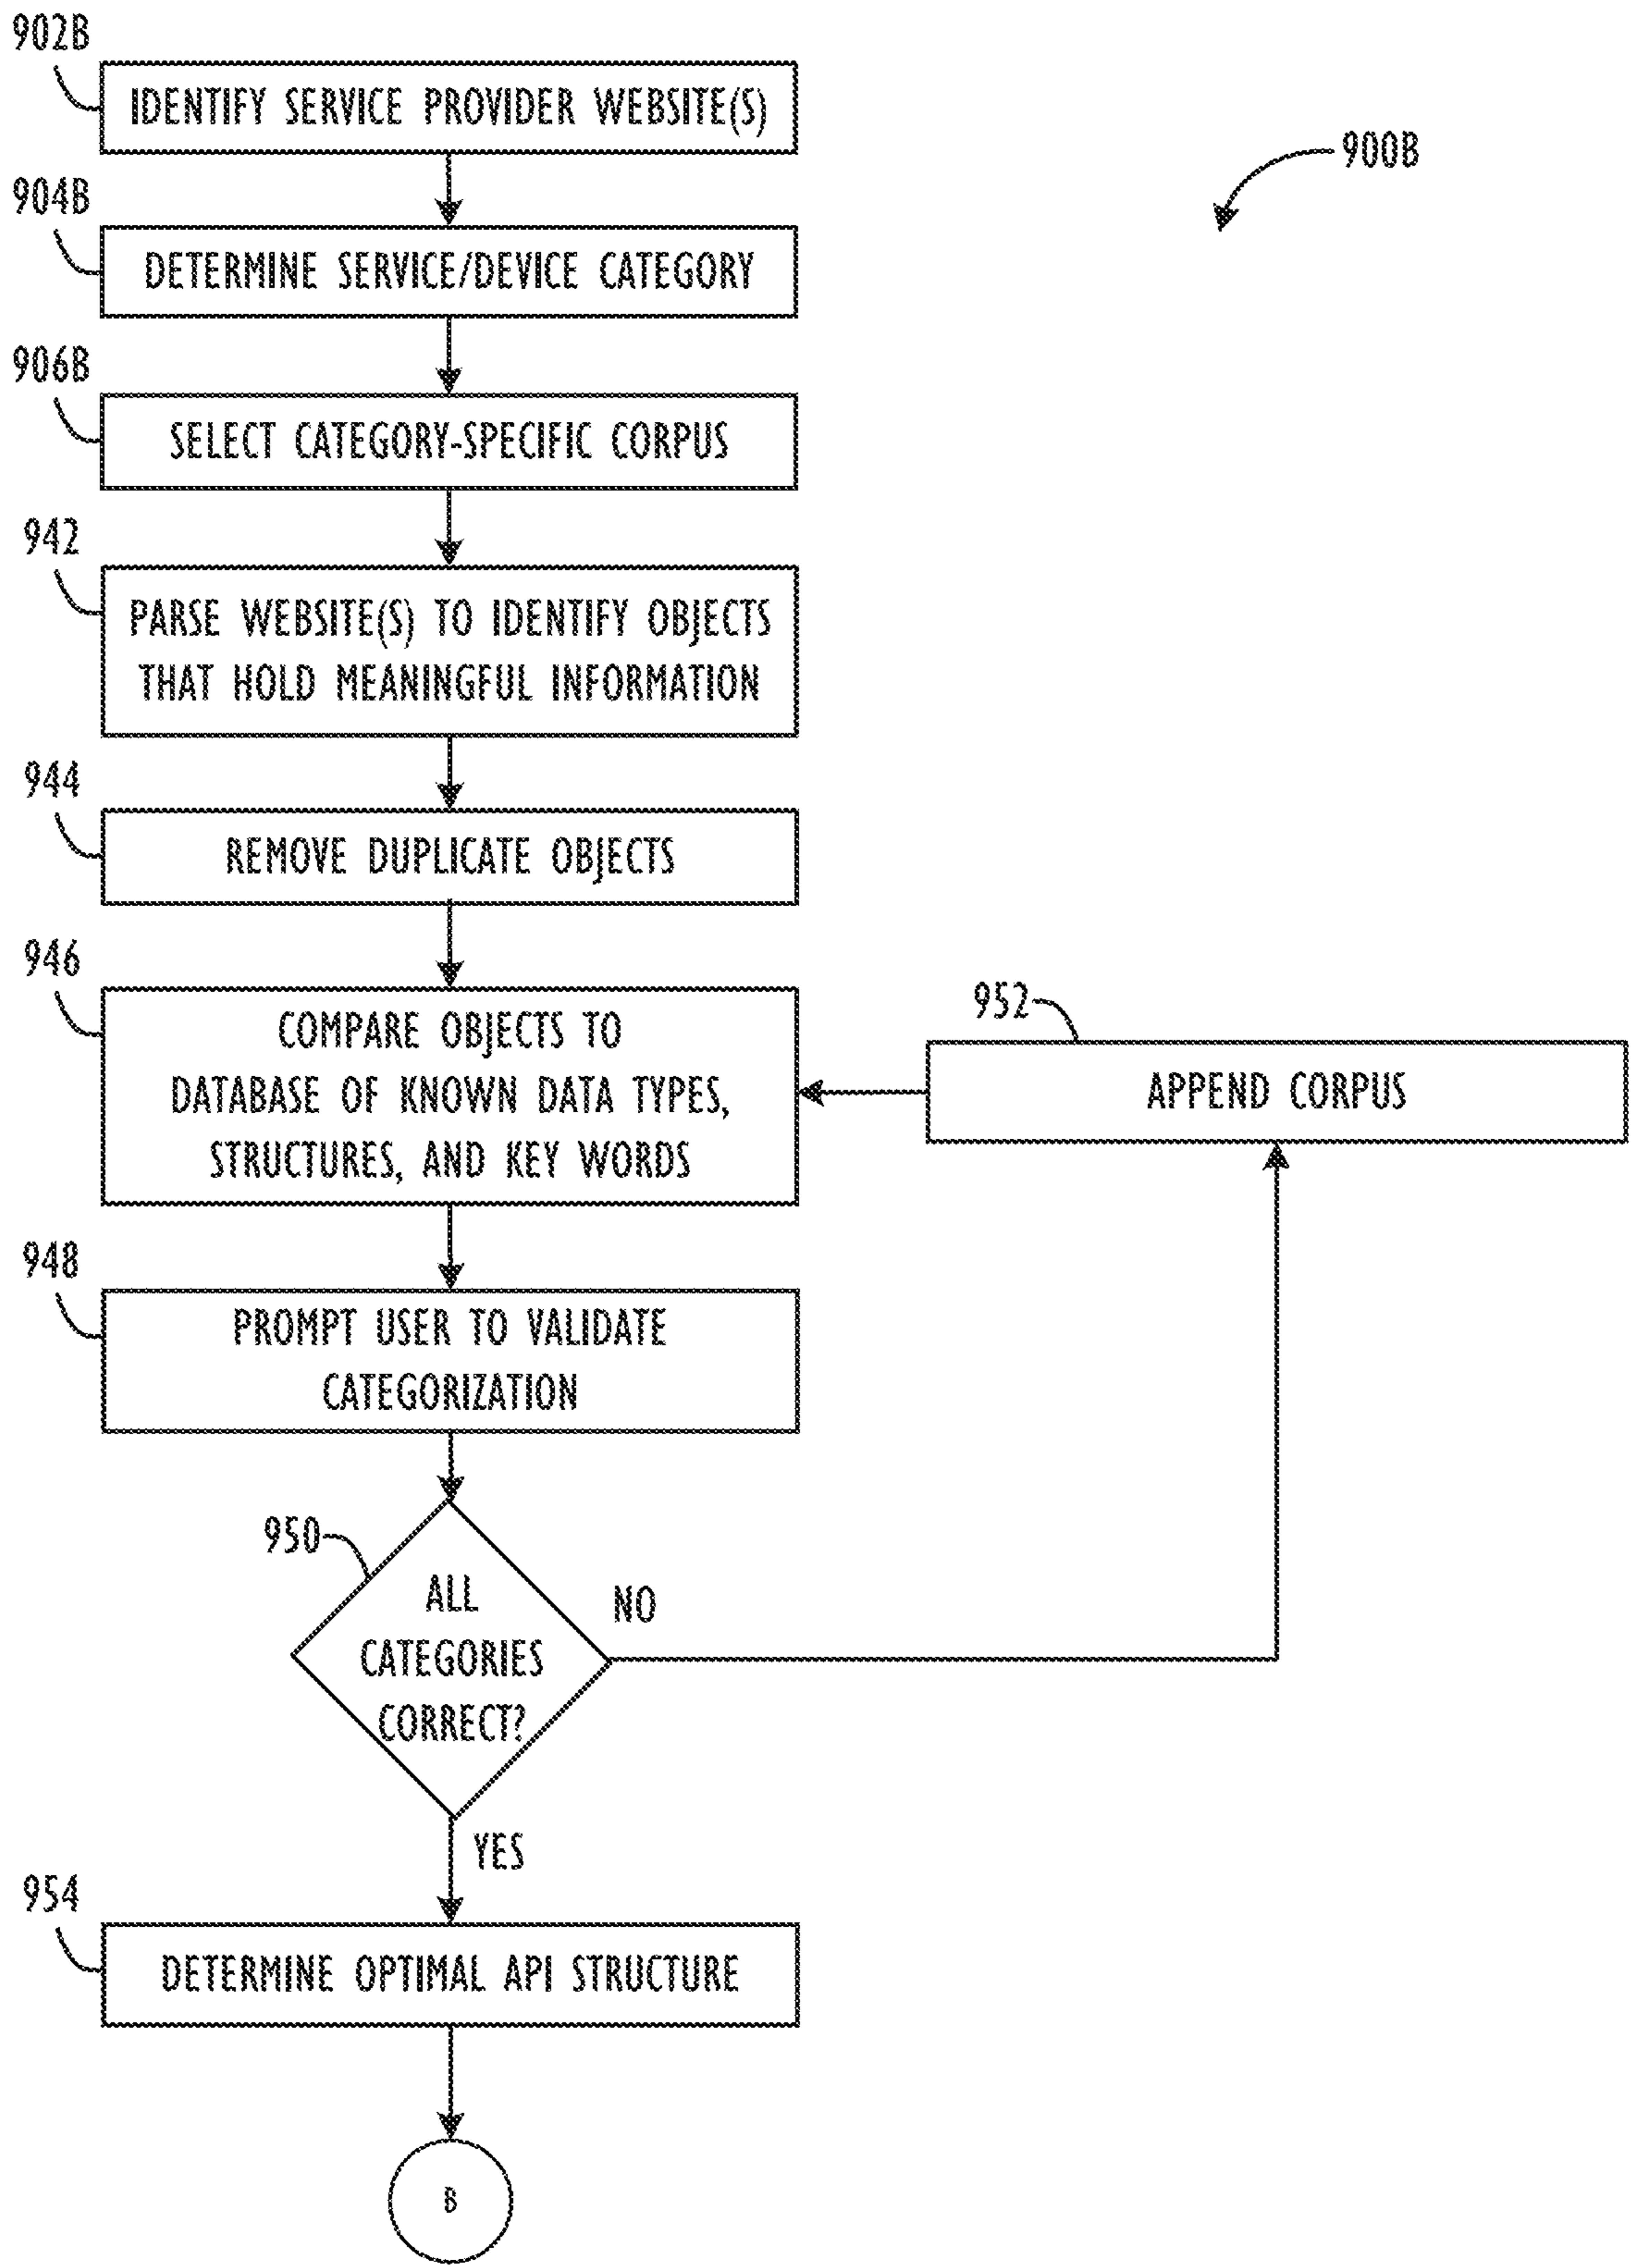 902B
IDENTIFY SERVICE PROVIDER WEBSITE(S)
900B
904B
DETERMINE SERVICE/DEVICE CATEGORY
906B
SELECT CATEGORY-SPECIFIC CORPUS
942
PARSE WEBSITE(S) TO IDENTIFY OBJECTS
THAT HOLD MEANINGFUL INFORMATION
944
REMOVE DUPLICATE OBJECTS
946
COMPARE OBJECTS TO
DATABASE OF KNOWN DATA TYPES,
STRUCTURES, AND KEY WORDS
952
APPEND CORPUS
948
PROMPT USER TO VALIDATE
CATEGORIZATION
950
ALL
CATEGORIES
CORRECT?
NO
YES
954
DETERMINE OPTIMAL API STRUCTURE
B